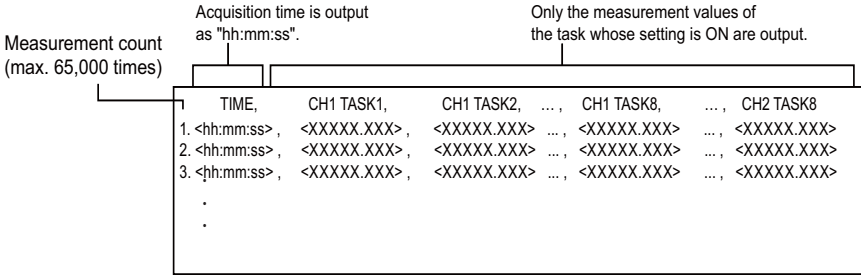 Acquisition time is output
as "hh:mm:ss".
Only the measurement values of
the task whose setting is ON are output.
Measurement count
(max. 65,000 times)
TIME, CH1 TASK1, CH1 TASK2, ... , CH1 TASK8, ... , CH2 TASK8
1. <hh:mm:ss> , <XXXXX.XXX> , <XXXXX.XXX> ... , <XXXXX.XXX> ... , <XXXXX.XXX>
2. <hh:mm:ss> , <XXXXX.XXX> , <XXXXX.XXX> ... , <XXXXX.XXX> ... , <XXXXX.XXX>
3. <hh:mm:ss> , <XXXXX.XXX> , <XXXXX.XXX> ... , <XXXXX.XXX> ... , <XXXXX.XXX>
.
.
.